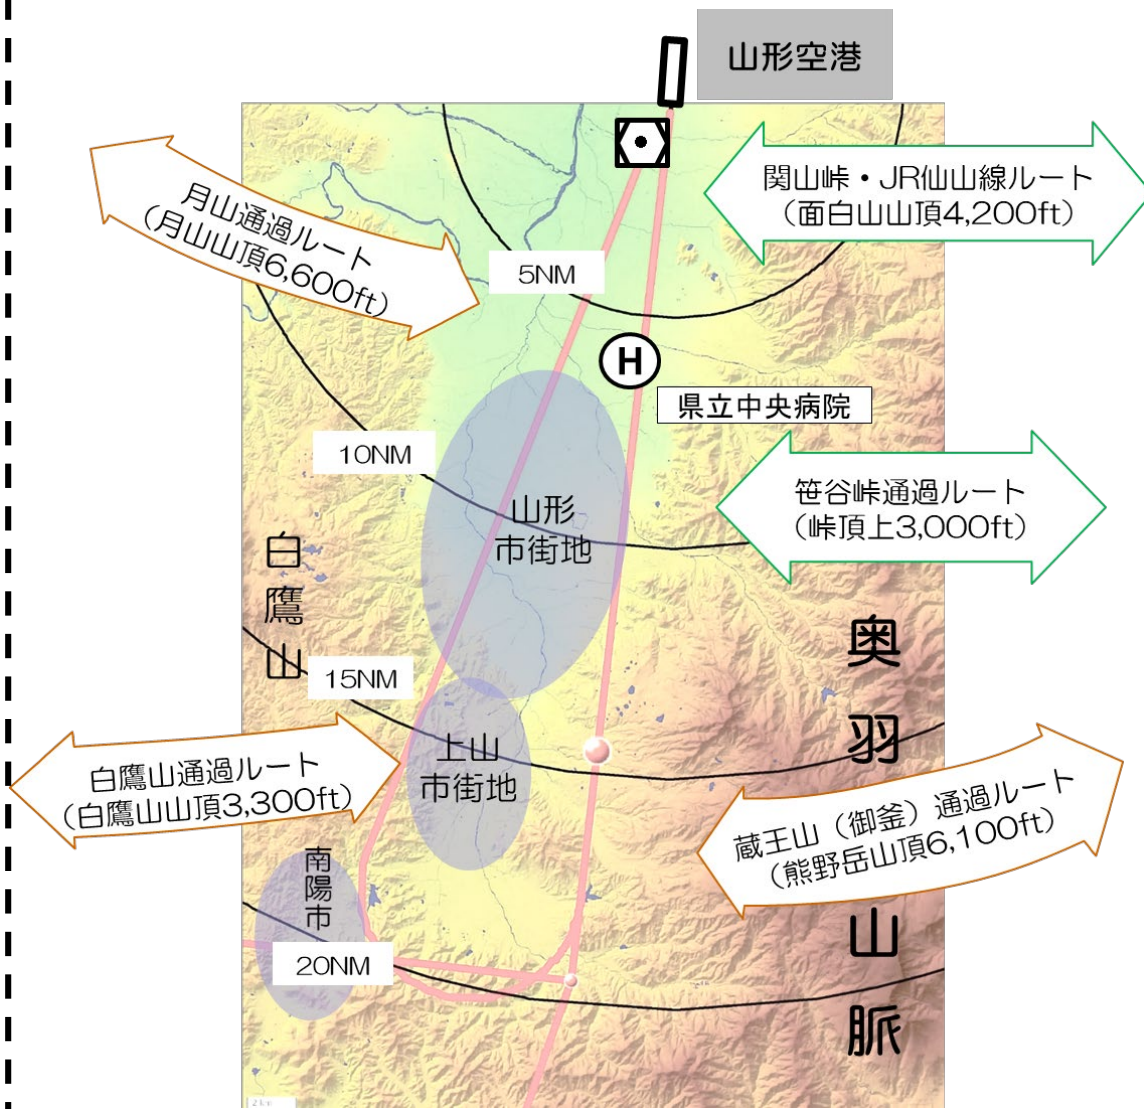 山形空港
関山峠・JR仙山線ルート
(面白山山頂4,200ft)
月山通過ルート
(月山山頂6,600ft)
5NM
H
県立中央病院
10NM
笹谷峠通過ルート
(峠頂上3,000ft)
山形
市街地
白鷹山
奥羽山脈
15NM
上山
市街地
白鷹山通過ルート
(白鷹山山頂3,300ft)
蔵王山(御釜)通過ルート
(熊野岳山頂6,100ft)
南陽市
20NM
2km